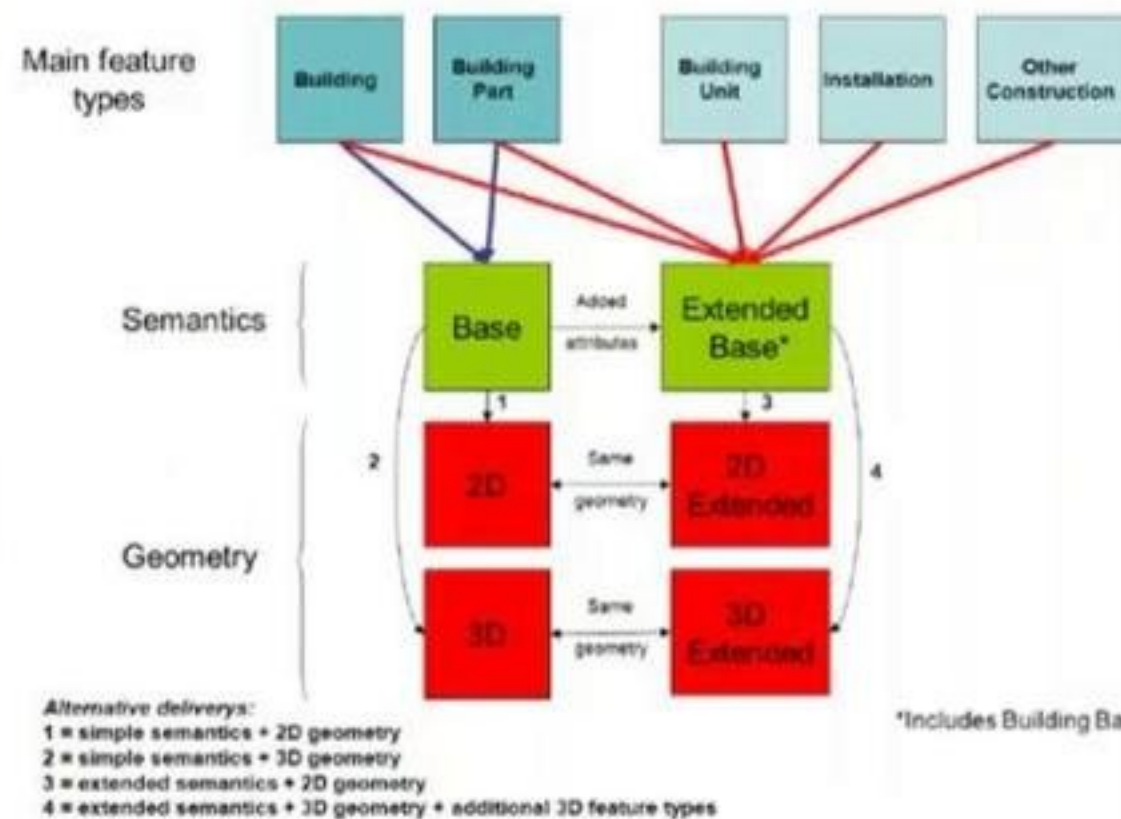 Main feature
types
Building
Building
Part
Building
Unit
Installation
Other
Construction
Semantics
Base
Added
attributes
Extended
Base*
1
3
2
2D
Same
geometry
2D
Extended
4
Geometry
3D
Same
geometry
3D
Extended
Alternative deliverys:
1 = simple semantics + 2D geometry
2 = simple semantics + 3D geometry
3 = extended semantics + 2D geometry
4 = extended semantics + 3D geometry + additional 3D feature types
*Includes Building Ba